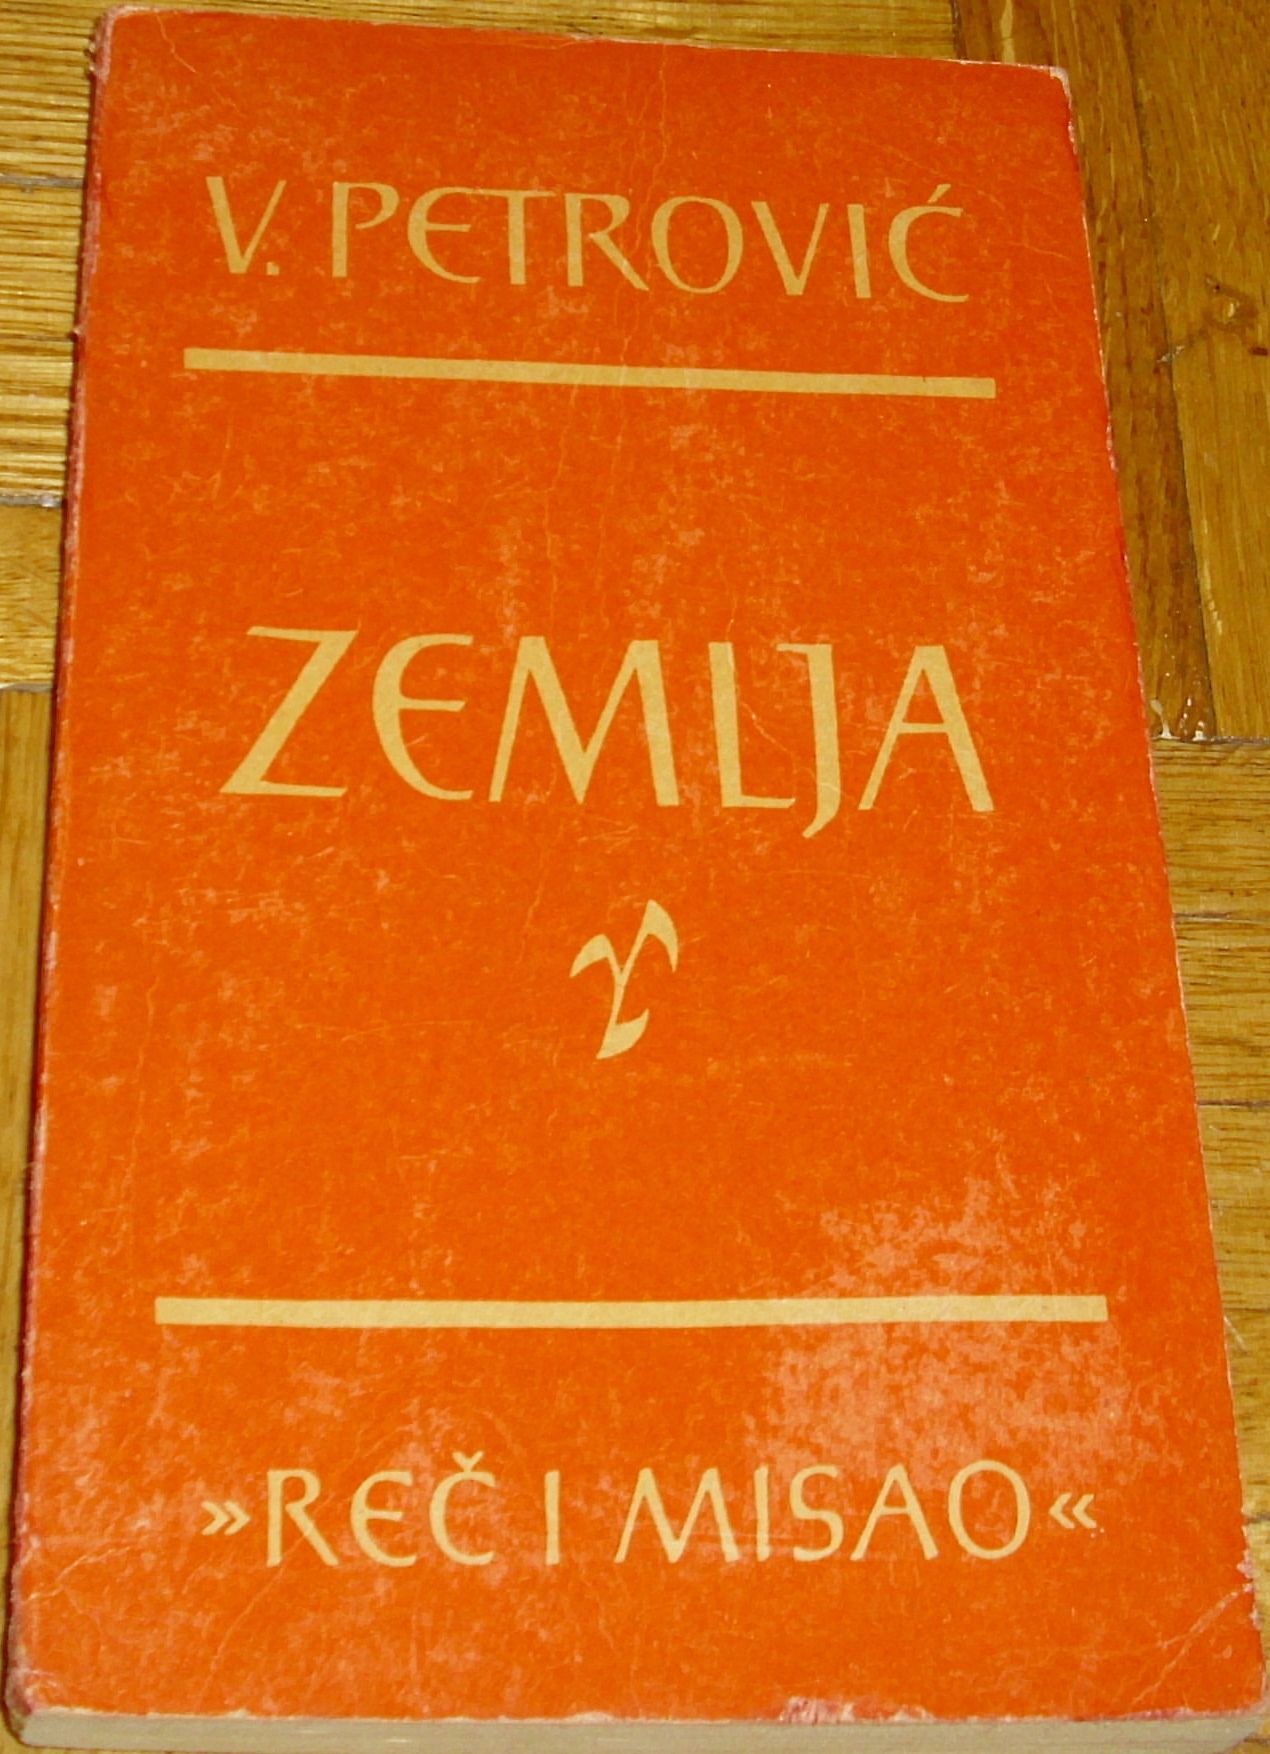 V. PETROVIĆ
ZEMLJA
»REČ I MISAO«